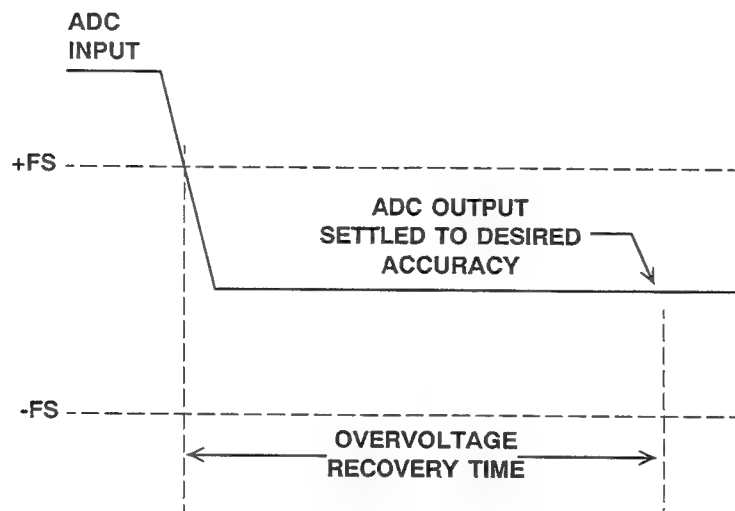 ADC
INPUT
+FS
ADC OUTPUT
SETTLED TO DESIRED
ACCURACY
-FS
OVERVOLTAGE
RECOVERY TIME